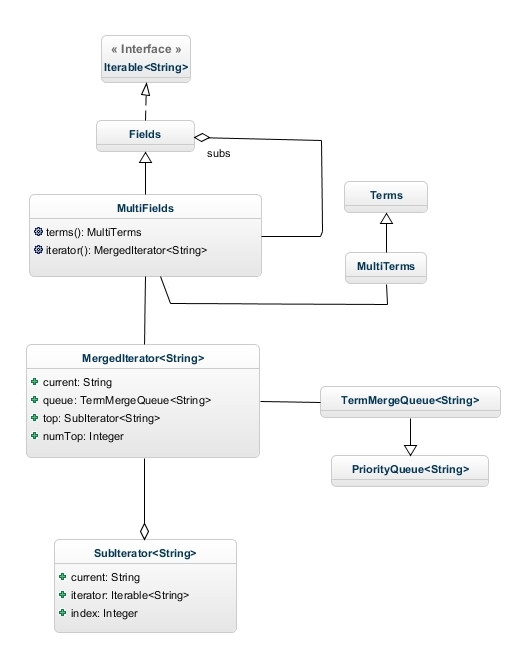 « Interface »
Iterable<String>
Fields
subs
MultiFields
terms(): MultiTerms
iterator(): MergedIterator<String>
Terms
MultiTerms
MergedIterator<String>
current: String
queue: TermMergeQueue<String>
top: SubIterator<String>
numTop: Integer
TermMergeQueue<String>
PriorityQueue<String>
SubIterator<String>
current: String
iterator: Iterable<String>
index: Integer